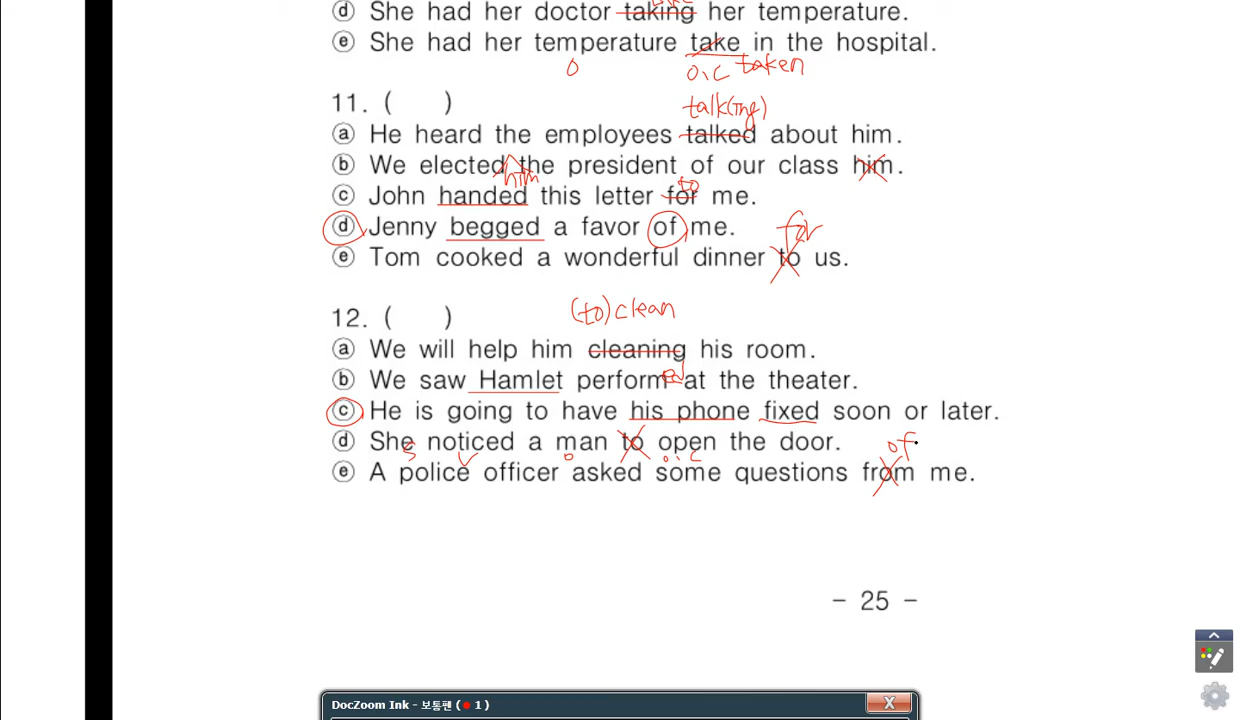 ⓓ She had her doctor taking her temperature.
ⓔ She had her temperature take in the hospital.
o o,c taken
11. ( ) talk(ing)
ⓐ He heard the employees talked about him.
ⓑ We elected the president of our class him.
him to
ⓒ John handed this letter for me.
ⓓ Jenny begged a favor of me. for
ⓔ Tom cooked a wonderful dinner to us.
(to) clean
12. ( )
ⓐ We will help him cleaning his room.
ⓑ We saw Hamlet perform ed at the theater.
ⓒ He is going to have his phone fixed soon or later.
ⓓ She noticed a man to open the door. of
s v o o.c
ⓔ A police officer asked some questions from me.
- 25 -
DocZoom Ink - 보통펜 ( 1 ) X